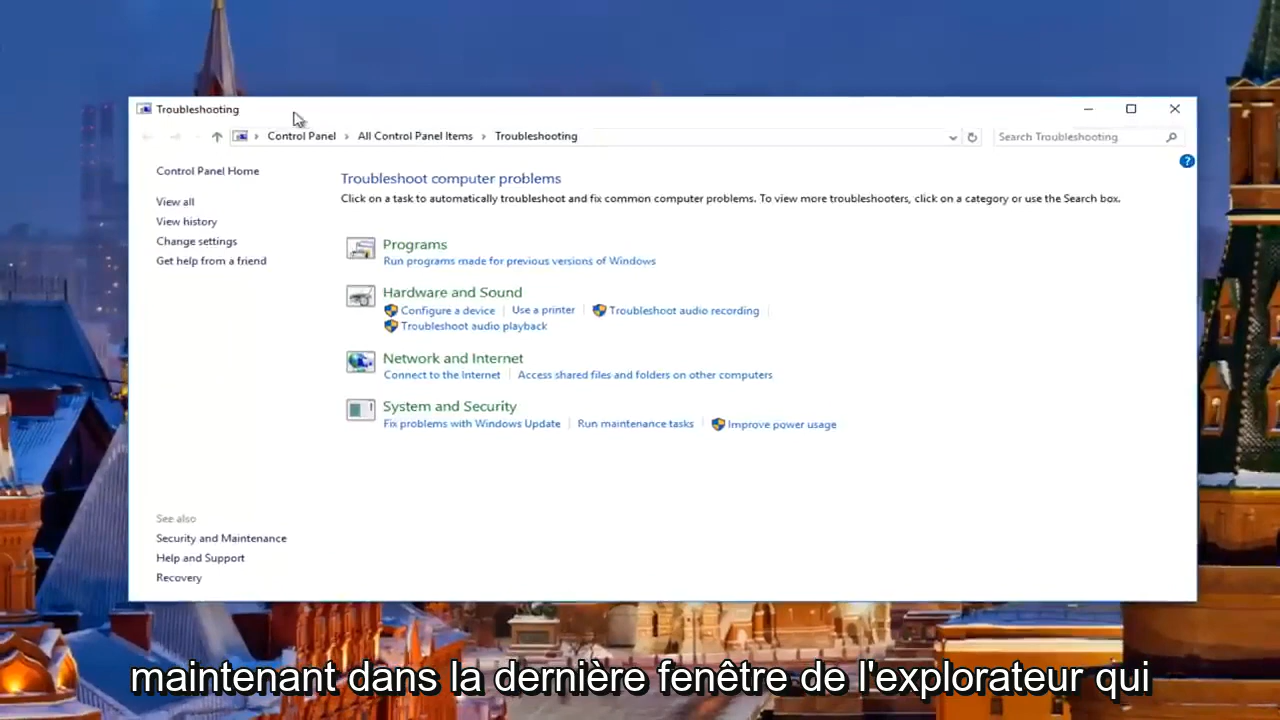 Troubleshooting
Control Panel > All Control Panel Items > Troubleshooting
Search Troubleshooting
?
Control Panel Home
View all
View history
Change settings
Get help from a friend
Troubleshoot computer problems
Click on a task to automatically troubleshoot and fix common computer problems. To view more troubleshooters, click on a category or use the Search box.
Programs
Run programs made for previous versions of Windows
Hardware and Sound
Configure a device | Use a printer | Troubleshoot audio recording |
Troubleshoot audio playback
Network and Internet
Connect to the Internet | Access shared files and folders on other computers
System and Security
Fix problems with Windows Update | Run maintenance tasks | Improve power usage
See also
Security and Maintenance
Help and Support
Recovery
maintenant dans la dernière fenêtre de l'explorateur qui